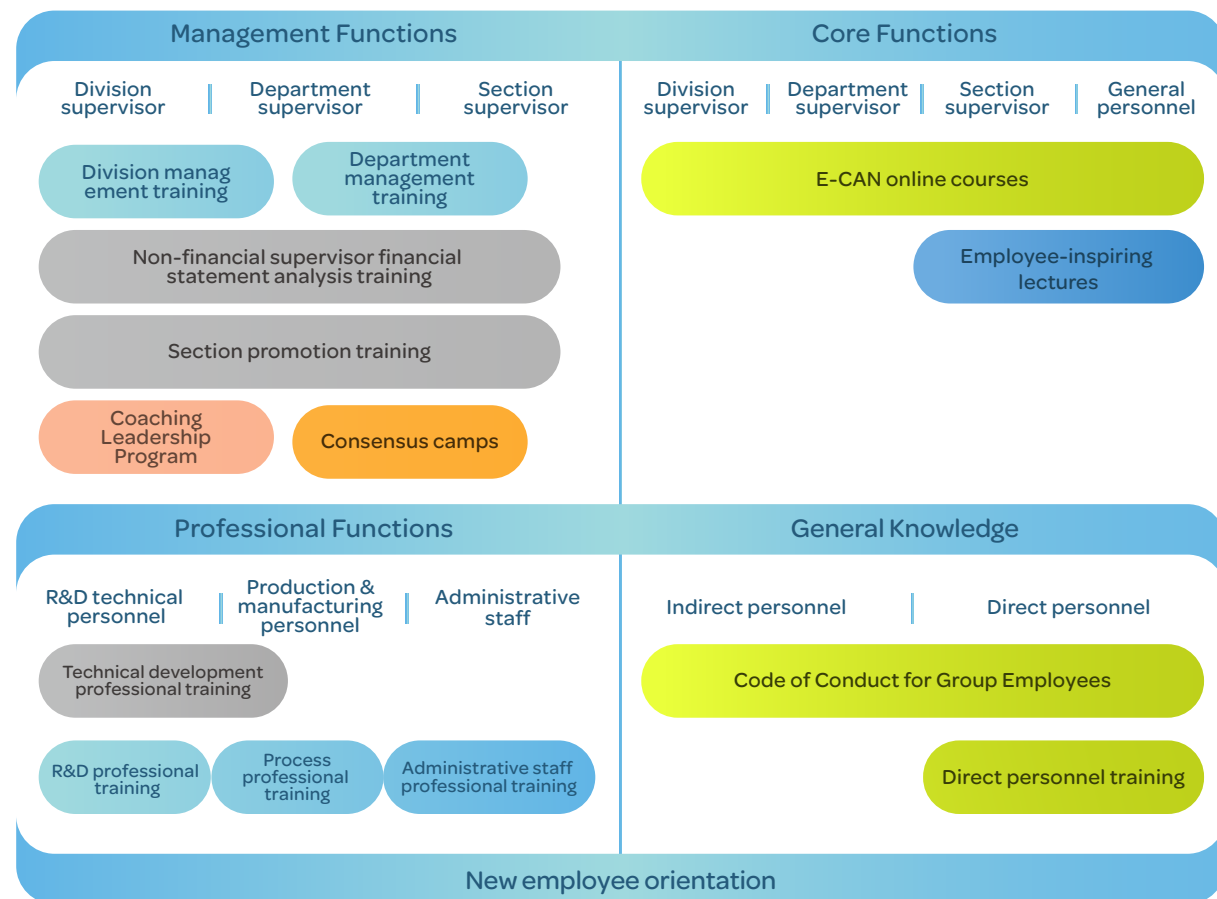 Management Functions
Core Functions
Division
supervisor
Department
supervisor
Section
supervisor
Division
supervisor
Department
supervisor
Section
supervisor
General
personnel
Division manag
ement training
Department
management
training
E-CAN online courses
Non-financial supervisor financial
statement analysis training
Employee-inspiring
lectures
Section promotion training
Coaching
Leadership
Program
Consensus camps
Professional Functions
General Knowledge
R&D technical
personnel
Production &
manufacturing
personnel
Administrative
staff
Indirect personnel
Direct personnel
Technical development
professional training
Code of Conduct for Group Employees
R&D professional
training
Process
professional
training
Administrative staff
professional training
Direct personnel training
New employee orientation